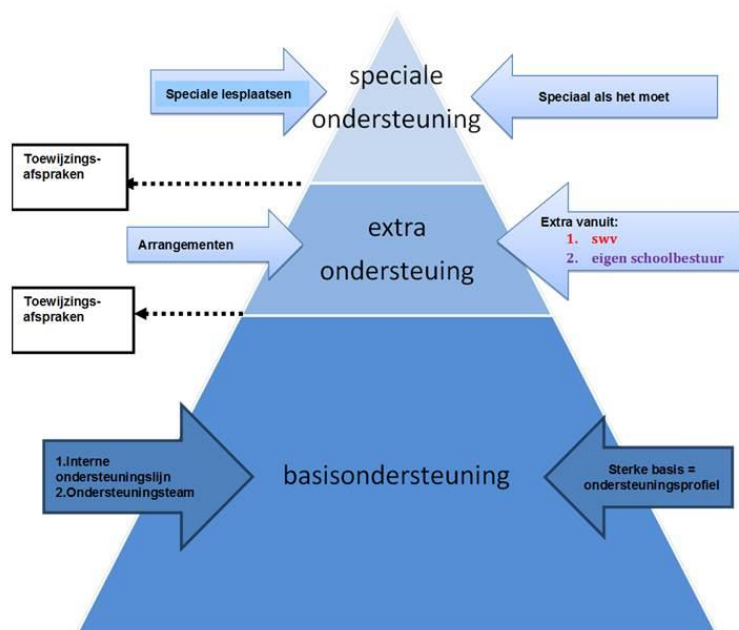 speciale
ondersteuning
Speciale lesplaatsen
Speciaal als het moet
Toewijzings-
afspraken
extra
ondersteuing
Arrangementen
Extra vanuit:
1. swv
2. eigen schoolbestuur
Toewijzings-
afspraken
1.Interne
ondersteuningslijn
2.Ondersteuningsteam
basisondersteuning
Sterke basis =
ondersteuningsprofiel